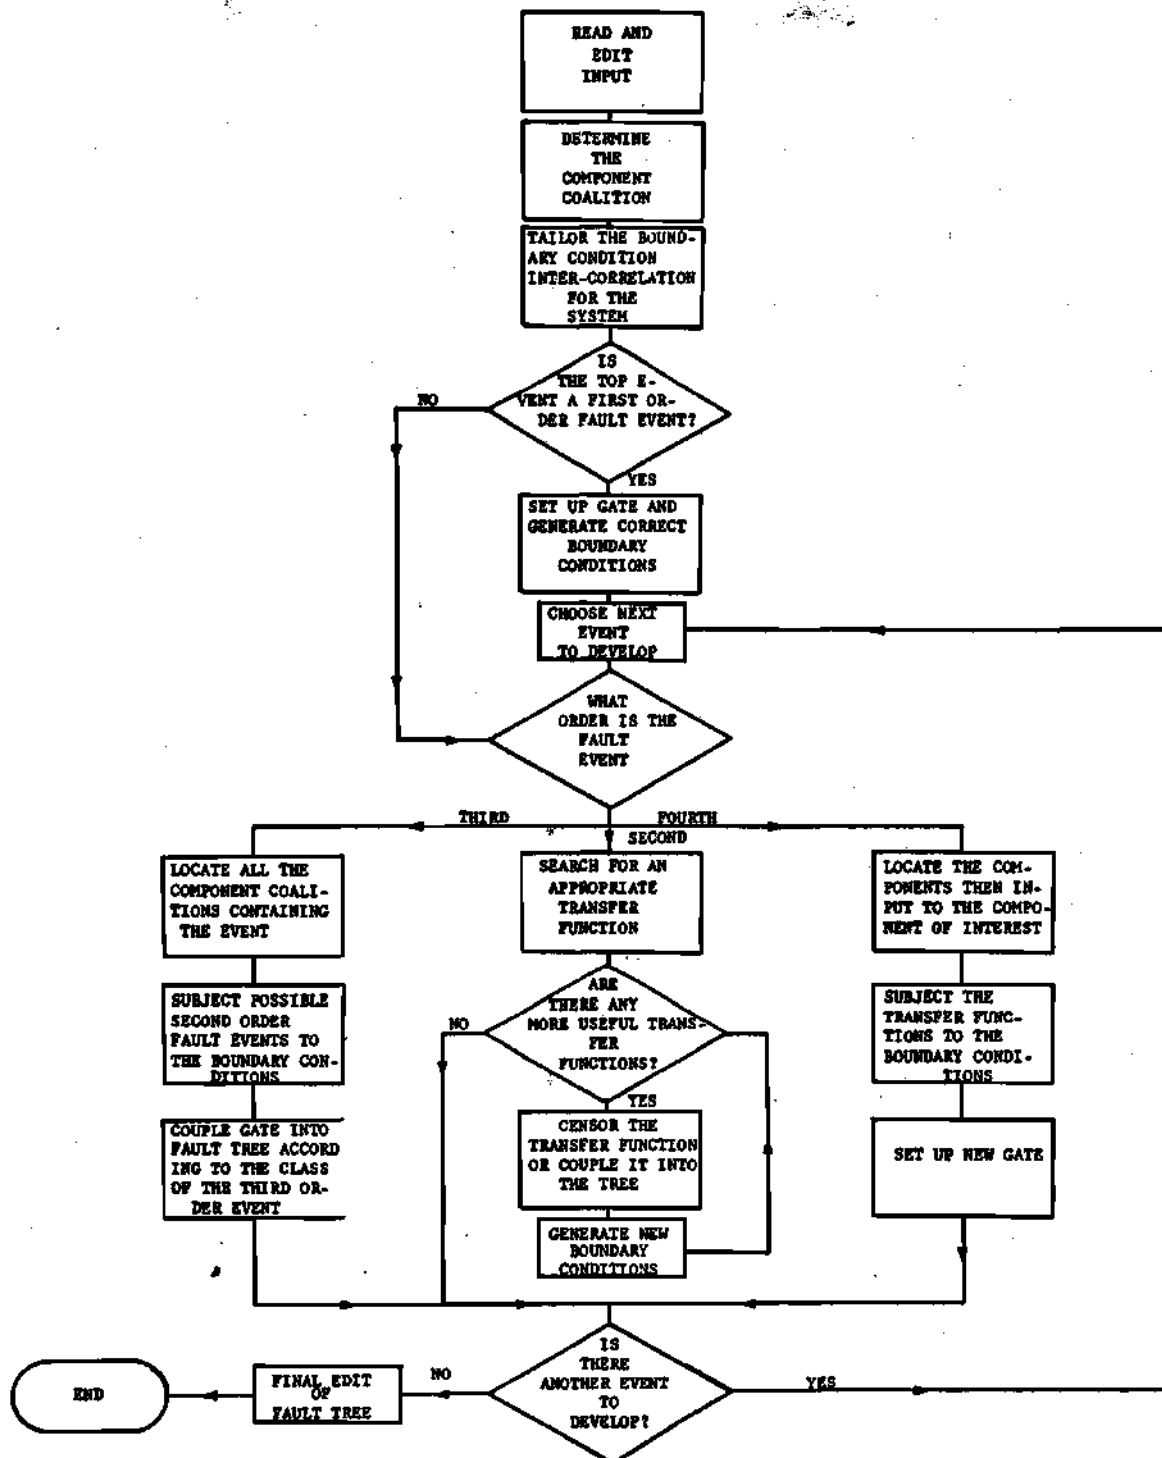 READ AND
EDIT
INPUT
DETERMINE
THE
COMPONENT
COALITION
TAILOR THE BOUND-
ARY CONDITION
INTER-CORRELATION
FOR THE
SYSTEM
IS
THE TOP E-
VENT A FIRST OR-
DER FAULT EVENT?
NO
YES
SET UP GATE AND
GENERATE CORRECT
BOUNDARY
CONDITIONS
CHOOSE NEXT
EVENT
TO DEVELOP
WHAT
ORDER IS THE
FAULT
EVENT
THIRD
FOURTH
SECOND
LOCATE ALL THE
COMPONENT COALI-
TIONS CONTAINING
THE EVENT
SUBJECT POSSIBLE
SECOND ORDER
FAULT EVENTS TO
THE BOUNDARY CON-
DITIONS
COUPLE GATE INTO
FAULT TREE ACCORD
ING TO THE CLASS
OF THE THIRD OR-
DER EVENT
SEARCH FOR AN
APPROPRIATE
TRANSFER
FUNCTION
ARE
THERE ANY
MORE USEFUL TRANS-
FER
FUNCTIONS?
NO
YES
CENSOR THE
TRANSFER FUNCTION
OR COUPLE IT INTO
THE TREE
GENERATE NEW
BOUNDARY
CONDITIONS
LOCATE THE COM-
PONENTS THEN IN-
PUT TO THE COMPO-
NENT OF INTEREST
SUBJECT THE
TRANSFER FUNC-
TIONS TO THE
BOUNDARY CONDI-
TIONS
SET UP NEW GATE
IS
THERE
ANOTHER EVENT
TO
DEVELOP?
NO
YES
FINAL EDIT
OF
FAULT TREE
END